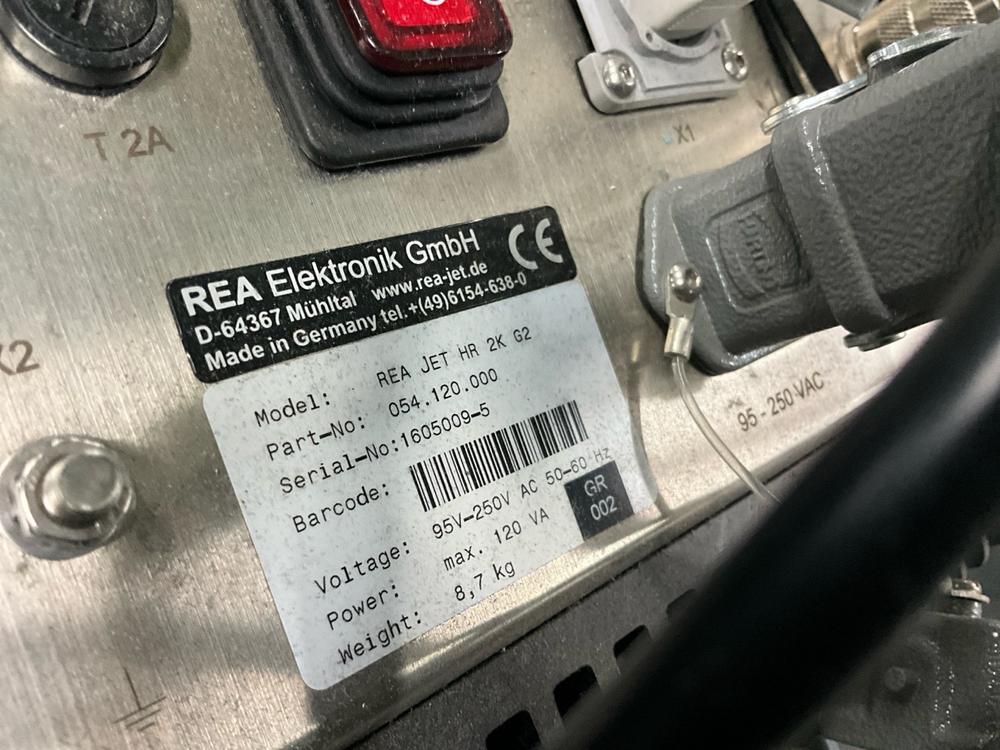 T 2A
X1
REA Elektronik GmbH CE
D-64367 Mühltal www.rea-jet.de
Made in Germany tel.+(49)6154-638-0
Model: REA JET HR 2K G2
Part-No: 054.120.000
Serial-No:1605009-5
Barcode:
Voltage: 95V-250V AC 50-60 Hz
Power: max. 120 VA
Weight: 8,7 kg
GR
002
95-250 VAC
X2